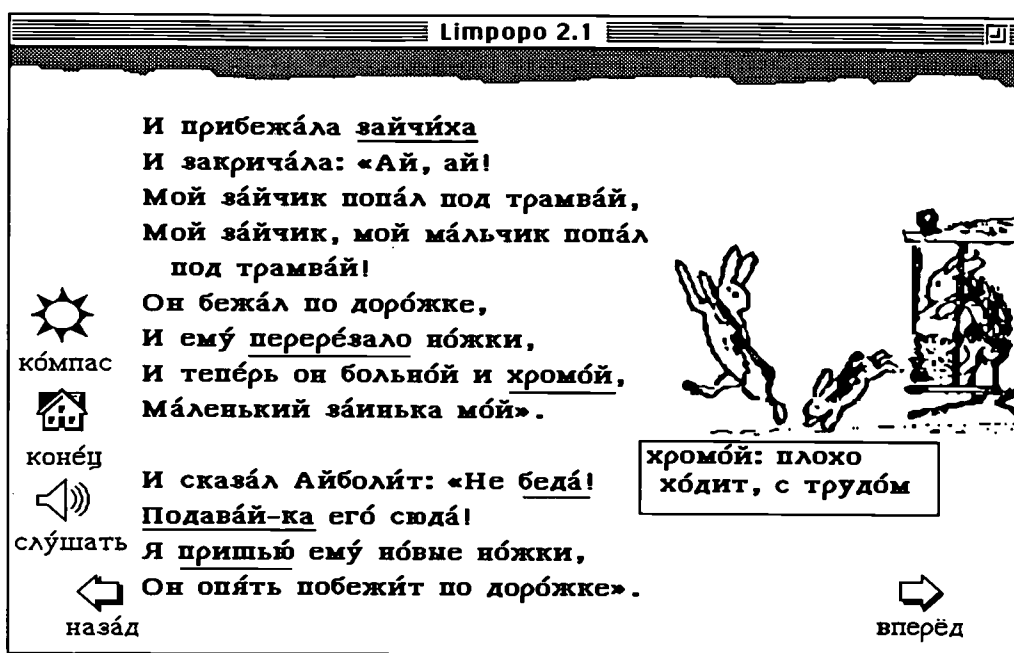 Limpopo 2.1
И прибежа́ла зайчи́ха
И закрича́ла: «Ай, ай!
Мой за́йчик попа́л под трамва́й,
Мой за́йчик, мой ма́льчик попа́л
под трамва́й!
Он бежа́л по доро́жке,
И ему́ перере́зало но́жки,
И тепе́рь он больно́й и хромо́й,
Ма́ленький за́инька мо́й».
И сказа́л Айболи́т: «Не беда́!
Подава́й-ка его́ сюда́!
Я пришью́ ему́ но́вые но́жки,
Он опя́ть побежи́т по доро́жке».
ко́мпас
коне́ц
слу́шать
наза́д
хромо́й: пло́хо
хо́дит, с трудо́м
вперёд